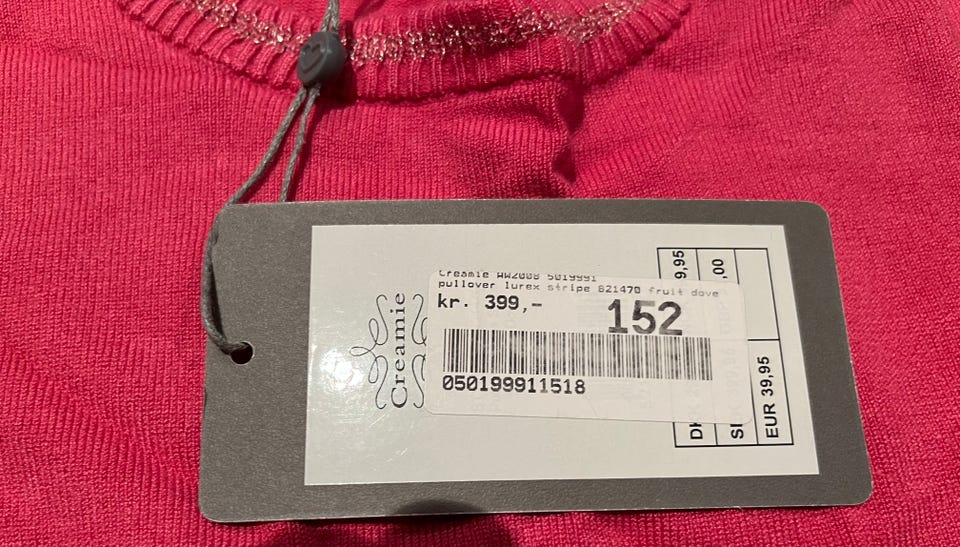 Creamie AW2008 5019991
pullover lurex stripe 821470 fruit dove
kr. 399,-
152
050199911518
Creamie
9,95
,00
EUR 39,95